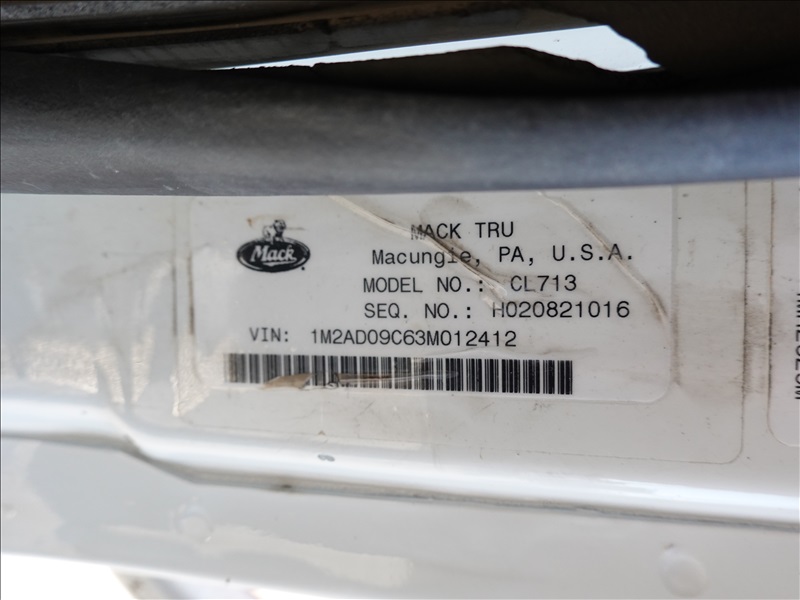 Mack
MACK TRU
Macungie, PA, U.S.A.
MODEL NO.: CL713
SEQ. NO.: H020821016
VIN: 1M2AD09C63M012412